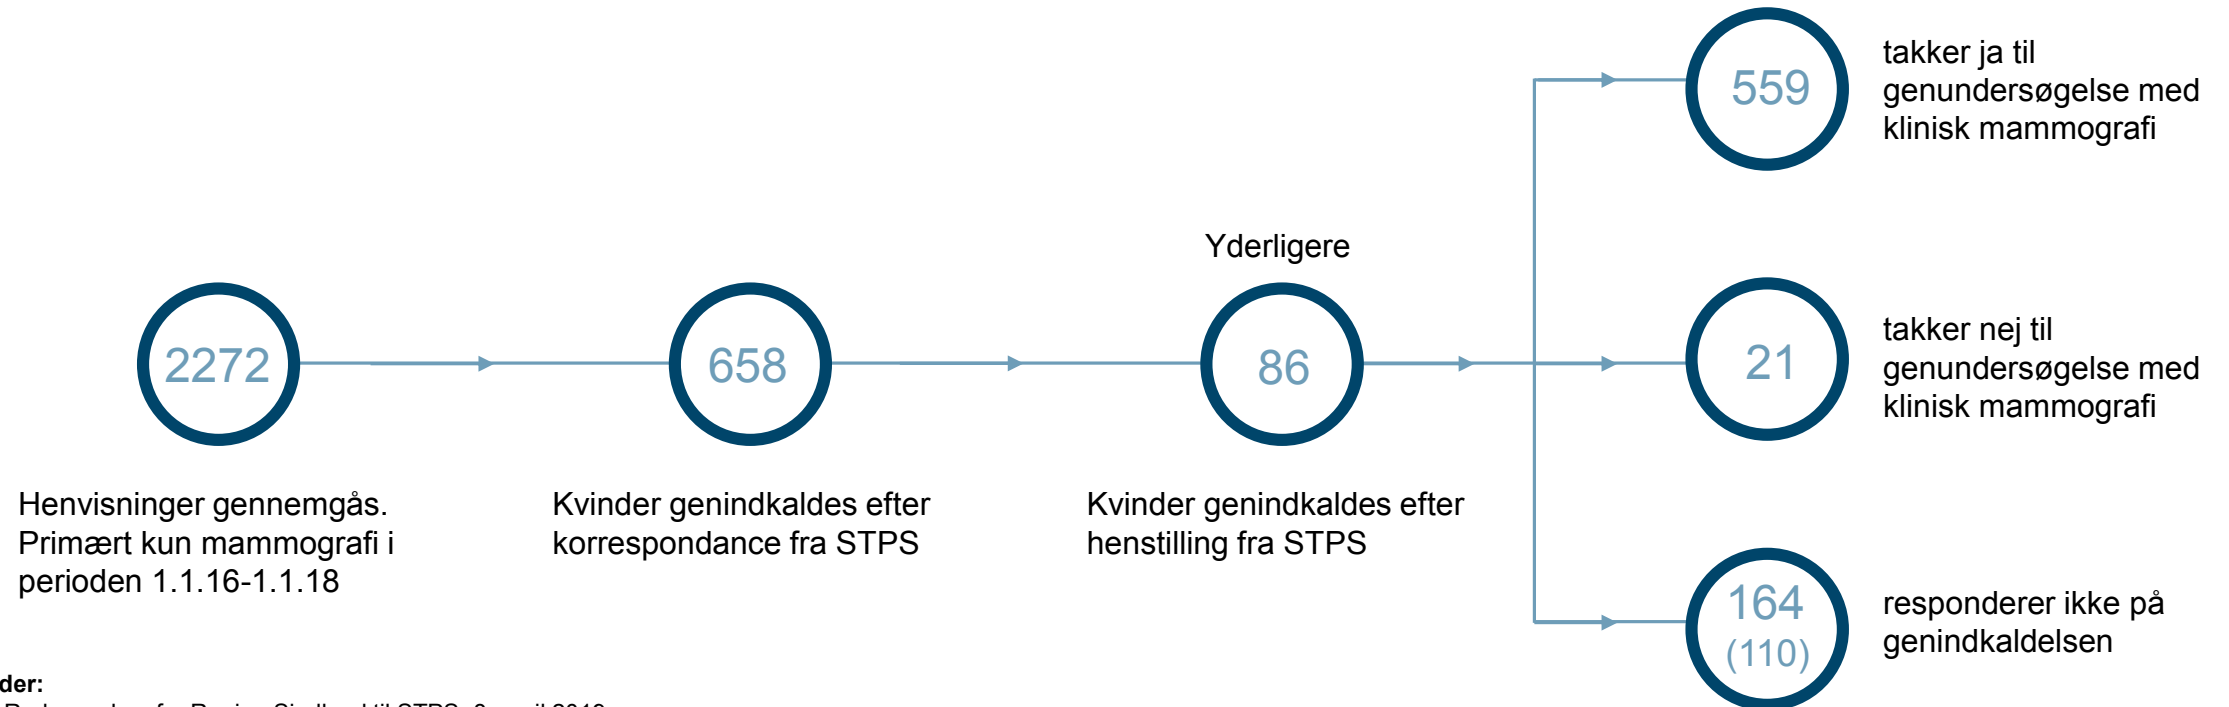 559
takker ja til
genundersøgelse med
klinisk mammografi
Yderligere
2272
658
86
21
takker nej til
genundersøgelse med
klinisk mammografi
Henvisninger gennemgås.
Primært kun mammografi i
perioden 1.1.16-1.1.18
Kvinder genindkaldes efter
korrespondance fra STPS
Kvinder genindkaldes efter
henstilling fra STPS
164
(110)
responderer ikke på
genindkaldelsen
der: